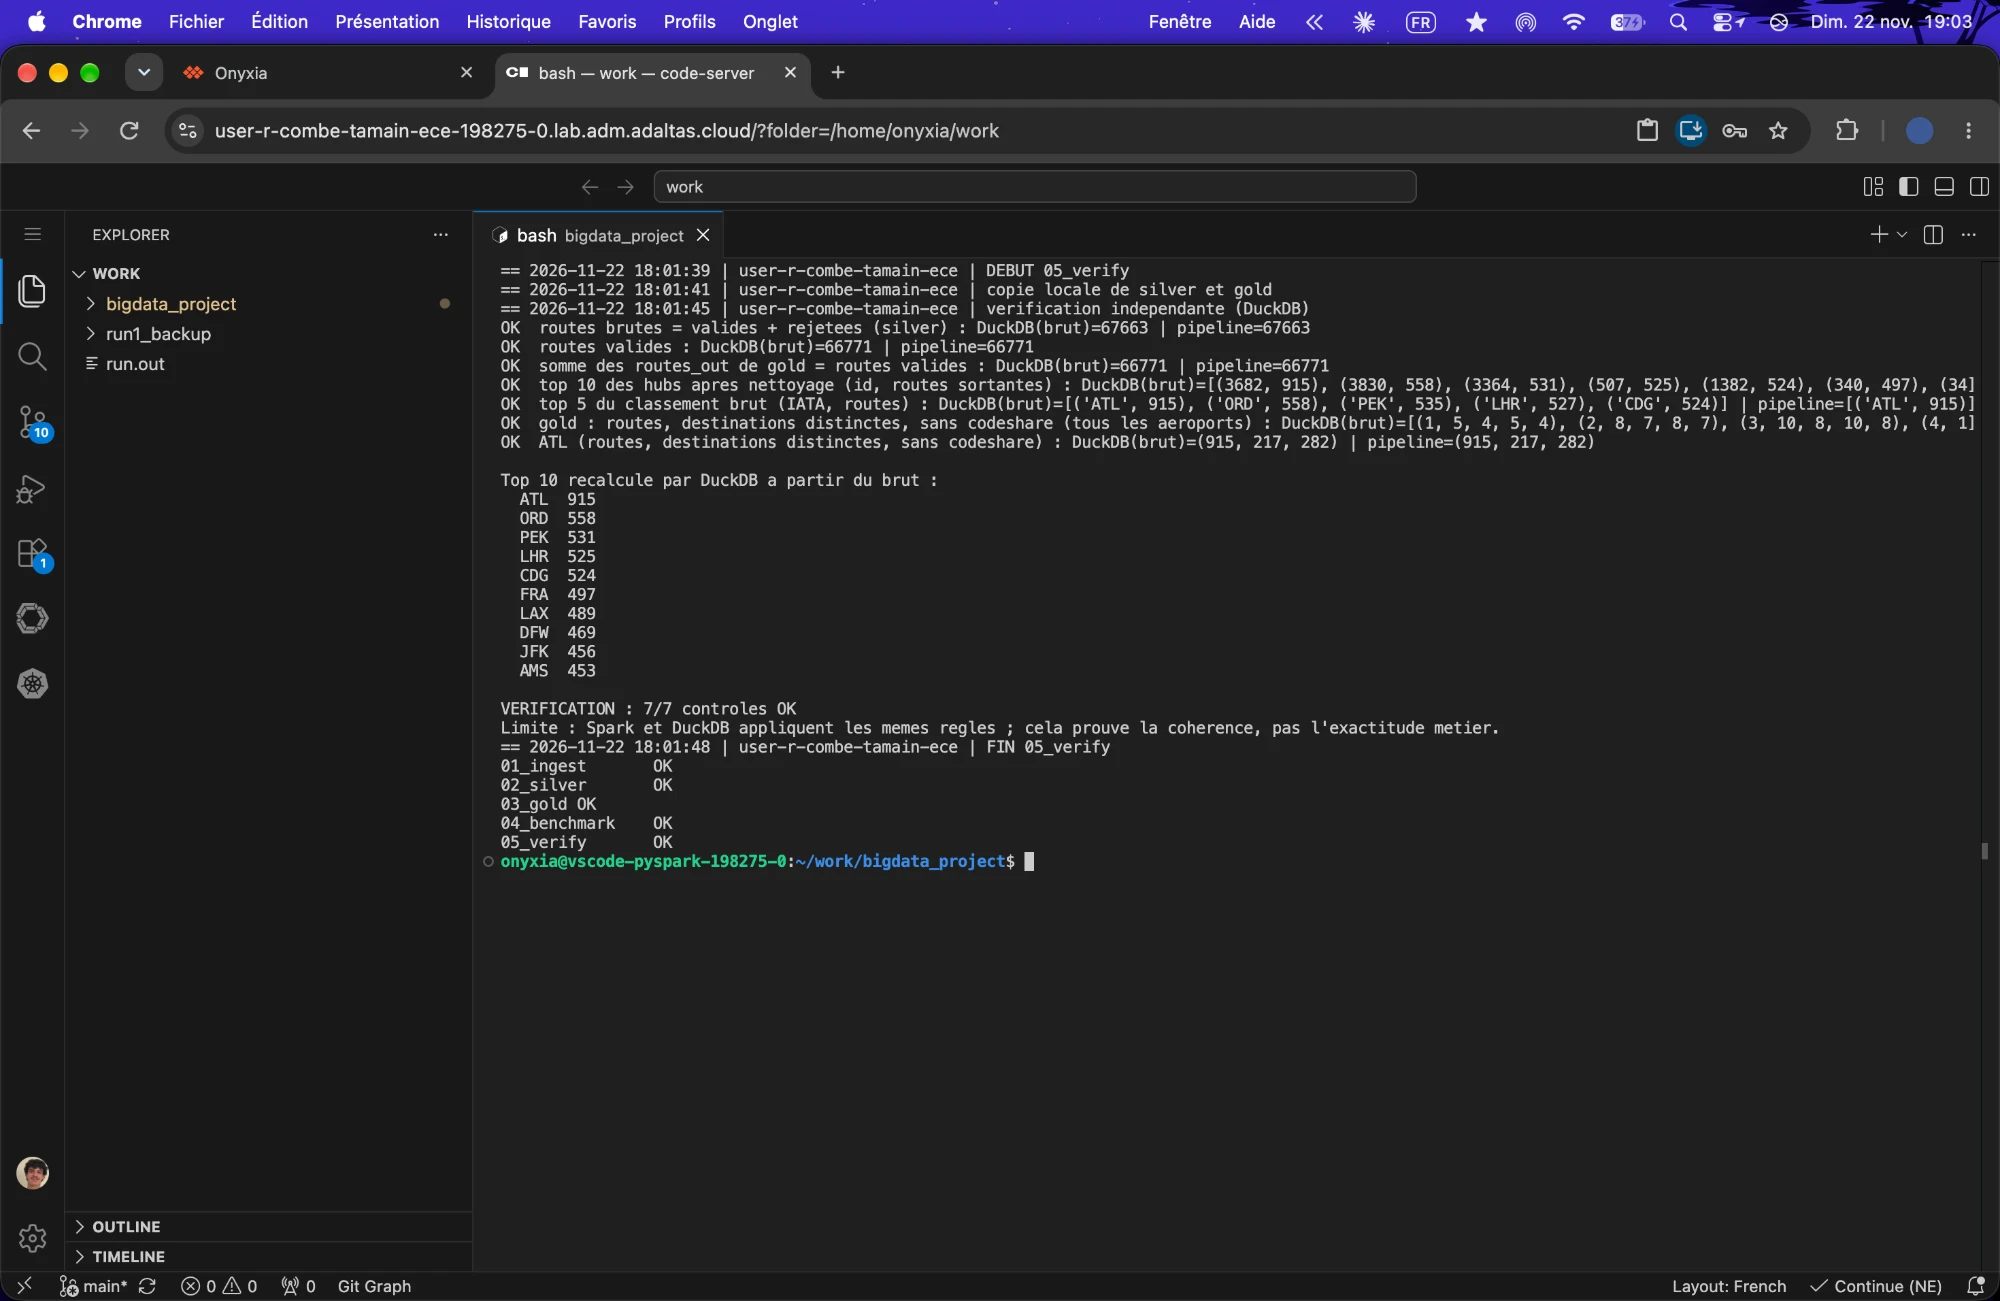 Chrome Fichier Édition Présentation Historique Favoris Profils Onglet Fenêtre Aide FR 37 Dim. 22 nov. 19:03
Onyxia
bash — work — code-server
user-r-combe-tamain-ece-198275-0.lab.adm.adaltas.cloud/?folder=/home/onyxia/work
work
EXPLORER
bash bigdata_project
WORK
bigdata_project
run1_backup
run.out
10
1
== 2026-11-22 18:01:39 | user-r-combe-tamain-ece | DEBUT 05_verify
== 2026-11-22 18:01:41 | user-r-combe-tamain-ece | copie locale de silver et gold
== 2026-11-22 18:01:45 | user-r-combe-tamain-ece | verification independante (DuckDB)
OK  routes brutes = valides + rejetees (silver) : DuckDB(brut)=67663 | pipeline=67663
OK  routes valides : DuckDB(brut)=66771 | pipeline=66771
OK  somme des routes_out de gold = routes valides : DuckDB(brut)=66771 | pipeline=66771
OK  top 10 des hubs apres nettoyage (id, routes sortantes) : DuckDB(brut)=[(3682, 915), (3830, 558), (3364, 531), (507, 525), (1382, 524), (340, 497), (34]
OK  top 5 du classement brut (IATA, routes) : DuckDB(brut)=[('ATL', 915), ('ORD', 558), ('PEK', 535), ('LHR', 527), ('CDG', 524)] | pipeline=[('ATL', 915)]
OK  gold : routes, destinations distinctes, sans codeshare (tous les aeroports) : DuckDB(brut)=[(1, 5, 4, 5, 4), (2, 8, 7, 8, 7), (3, 10, 8, 10, 8), (4, 1]
OK  ATL (routes, destinations distinctes, sans codeshare) : DuckDB(brut)=(915, 217, 282) | pipeline=(915, 217, 282)
Top 10 recalcule par DuckDB a partir du brut :
ATL  915
ORD  558
PEK  531
LHR  525
CDG  524
FRA  497
LAX  489
DFW  469
JFK  456
AMS  453
VERIFICATION : 7/7 controles OK
Limite : Spark et DuckDB appliquent les memes regles ; cela prouve la coherence, pas l'exactitude metier.
== 2026-11-22 18:01:48 | user-r-combe-tamain-ece | FIN 05_verify
01_ingest       OK
02_silver       OK
03_gold OK
04_benchmark    OK
05_verify       OK
onyxia@vscode-pyspark-198275-0:~/work/bigdata_project$
OUTLINE
TIMELINE
main* 0 0 0 Git Graph Layout: French Continue (NE)